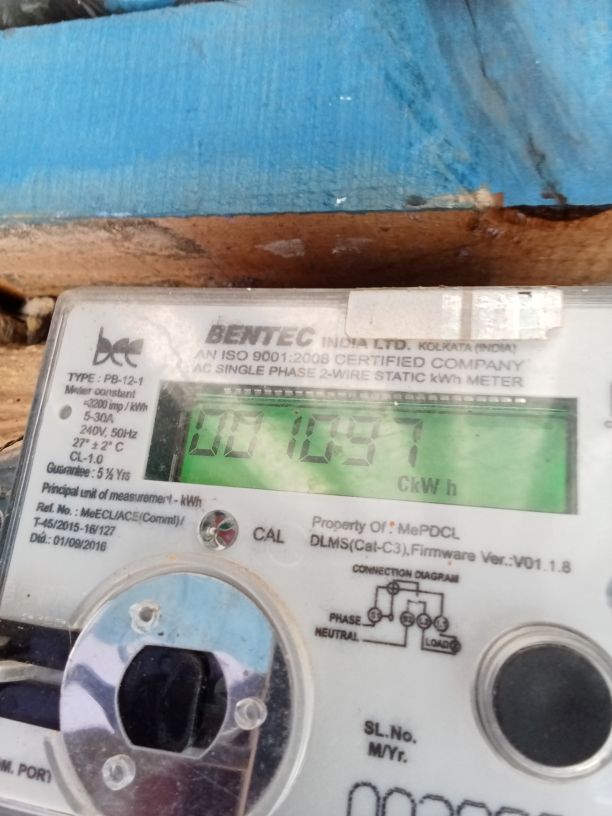 bee
BENTEC INDIA LTD. KOLKATA (INDIA)
AN ISO 9001:2008 CERTIFIED COMPANY
AC SINGLE PHASE 2-WIRE STATIC kWh METER
TYPE : PB-12-1
Meter constant
=3200 imp / kWh
5-30A
240V, 50Hz
27° ± 2° C
CL-1.0
Guarantee : 5 ½ Yrs
001097
CkW h
Principal unit of measurement - kWh
Ref. No. : MeECL/ACE(Comml)/
T-45/2015-16/127
Dtd.: 01/09/2016
CAL
Property Of : MePDCL
DLMS(Cat-C3),Firmware Ver.:V01.1.8
CONNECTION DIAGRAM
PHASE
NEUTRAL
LOAD
SL.No.
M/Yr.
M. PORT